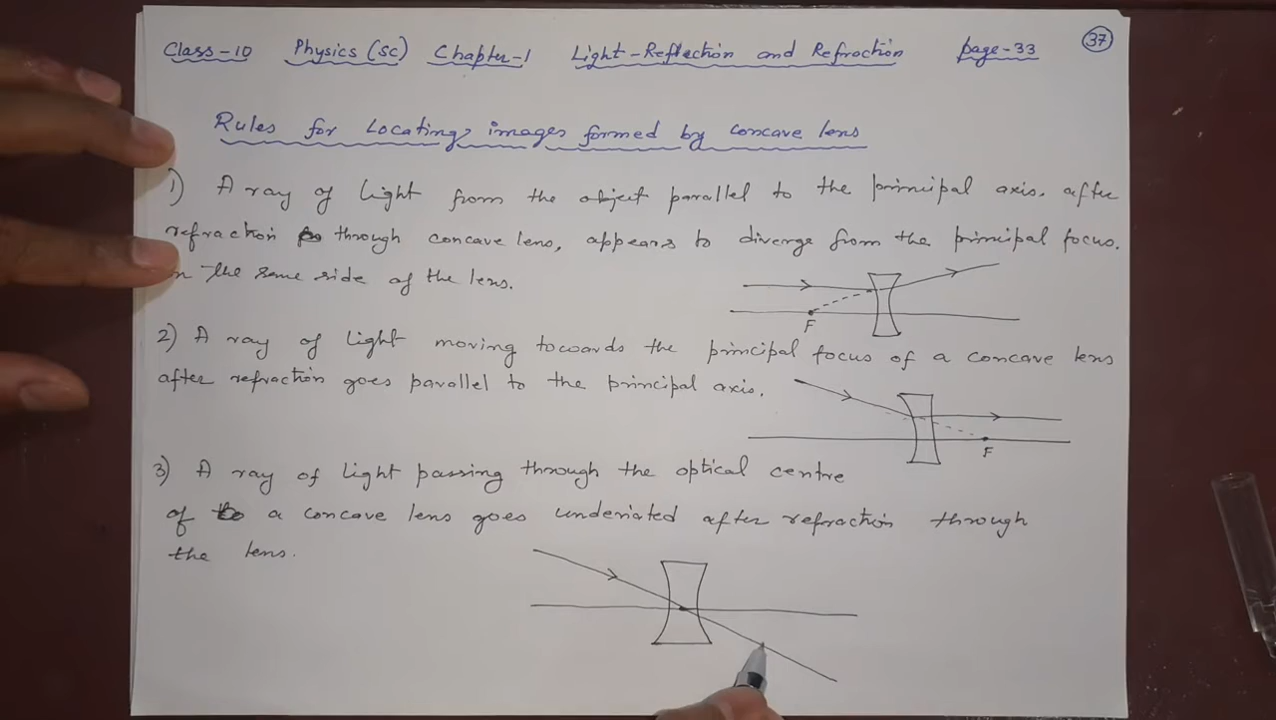 Class-10 Physics (SC) Chapter-1 Light-Reflection and Refraction page-33 37
Rules for Locating images formed by concave lens
1) A ray of light from the object parallel to the principal axis. after
refraction through concave lens, appears to diverge from the principal focus.
on the same side of the lens.
F
2) A ray of light moving towards the principal focus of a concave lens
after refraction goes parallel to the principal axis.
F
3) A ray of light passing through the optical centre
of a concave lens goes undeviated after refraction through
the lens.